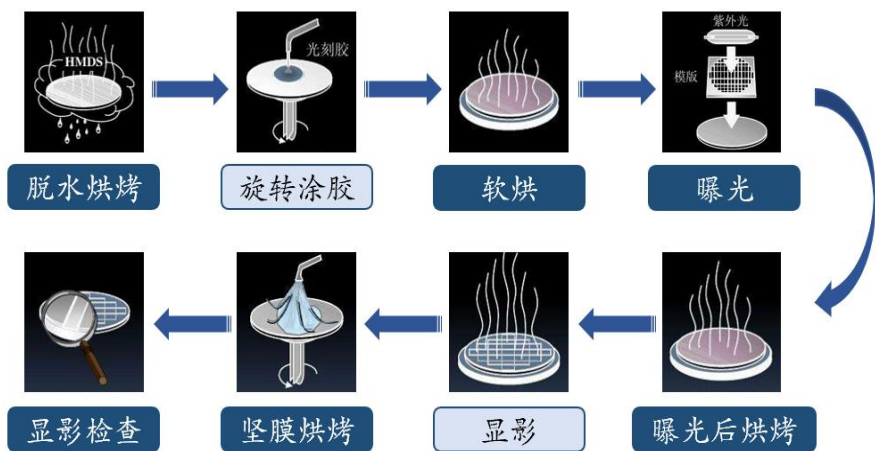 HMDS
光刻胶
紫外光
模版
脱水烘烤
旋转涂胶
软烘
曝光
显影检查
坚膜烘烤
显影
曝光后烘烤